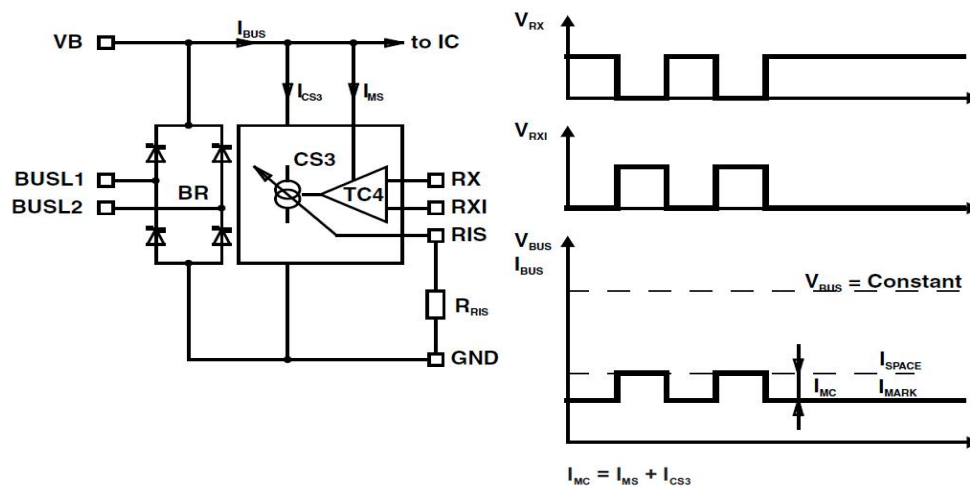 VB
I_BUS
to IC
I_CS3
I_MS
CS3
BUSL1
BR
TC4
RX
BUSL2
RXI
RIS
R_RIS
GND
V_RX
V_RXI
V_BUS
I_BUS
V_BUS = Constant
I_SPACE
I_MC
I_MARK
I_MC = I_MS + I_CS3